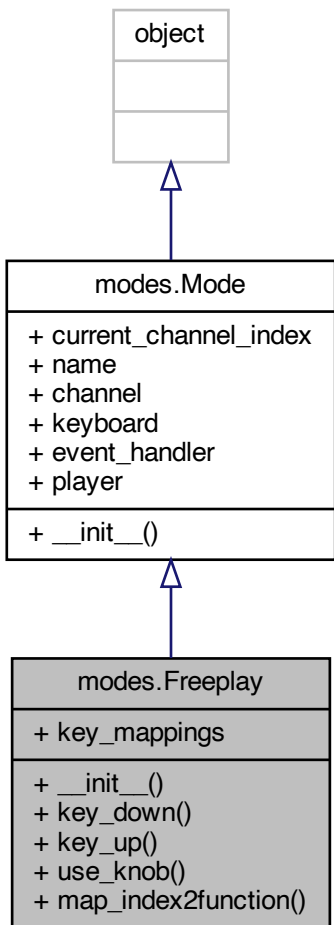 object
modes.Mode
+ current_channel_index
+ name
+ channel
+ keyboard
+ event_handler
+ player
+ __init__()
modes.Freeplay
+ key_mappings
+ __init__()
+ key_down()
+ key_up()
+ use_knob()
+ map_index2function()